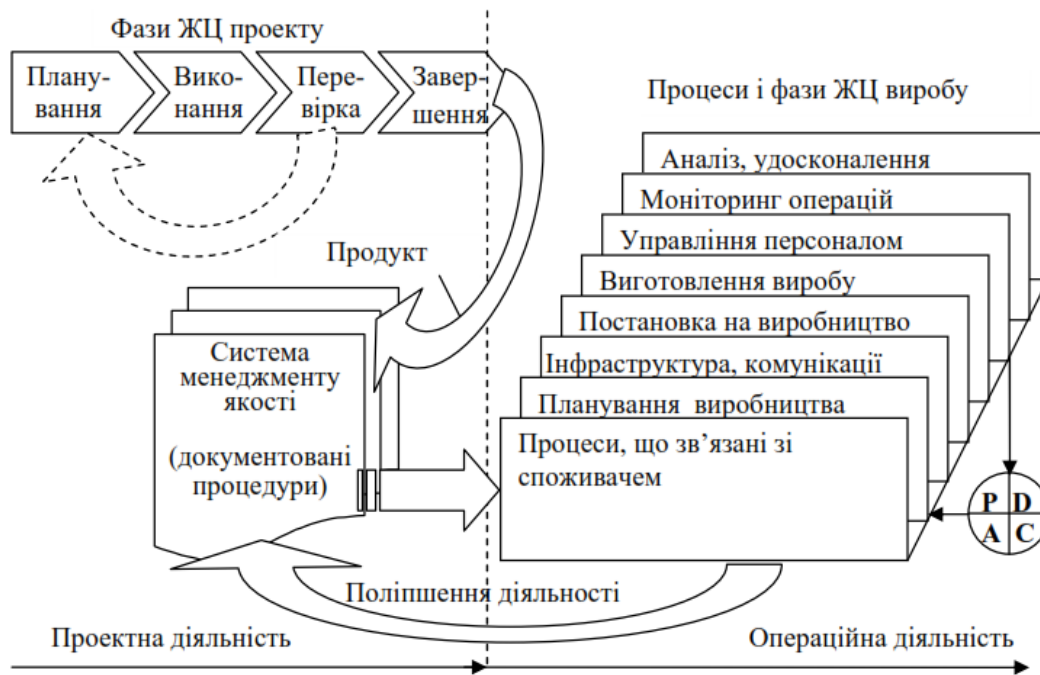 Фази ЖЦ проекту
Плану-
вання
Вико-
нання
Пере-
вірка
Завер-
шення
Процеси і фази ЖЦ виробу
Аналіз, удосконалення
Моніторинг операцій
Управління персоналом
Виготовлення виробу
Постановка на виробництво
Інфраструктура, комунікації
Планування виробництва
Процеси, що зв’язані зі
споживачем
Продукт
Система
менеджменту
якості
(документовані
процедури)
P D
A C
Поліпшення діяльності
Проектна діяльність
Операційна діяльність